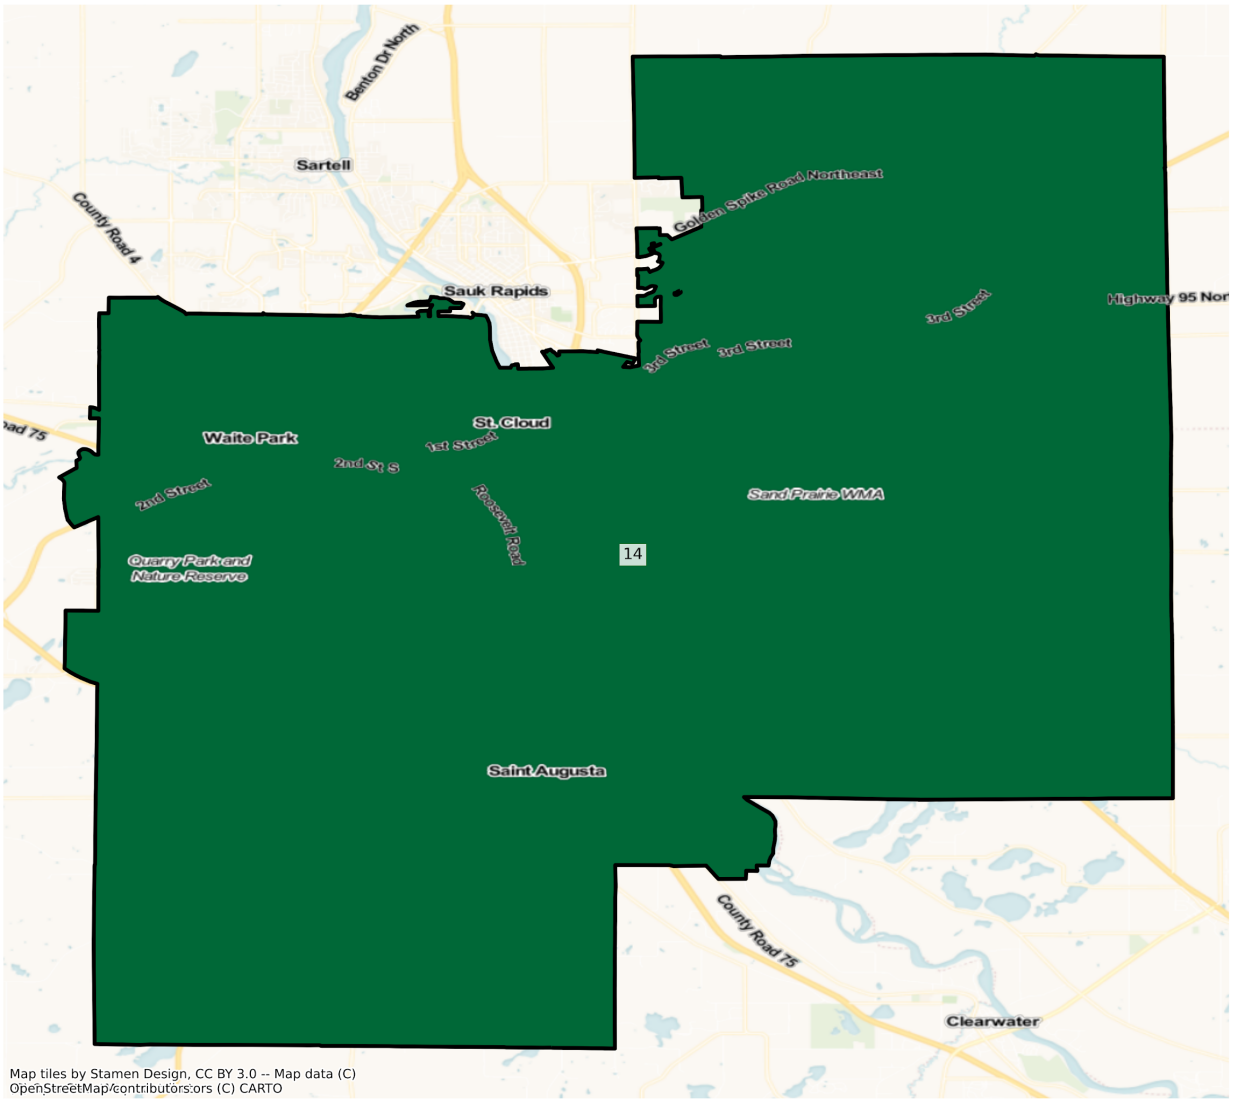 Benton Dr North
Sartell
Golden Spike Road Northeast
County Road 4
Sauk Rapids
Highway 95 Nor
3rd Street
3rd Street
3rd Street
St. Cloud
oad 75
Waite Park
1st Street
2nd St S
2nd Street
Sand Prairie WMA
Roosevelt Road
14
Quarry Park and
Nature Reserve
Saint Augusta
County Road 75
Clearwater
Map tiles by Stamen Design, CC BY 3.0 -- Map data (C)
OpenStreetMap contributors (C) CARTO